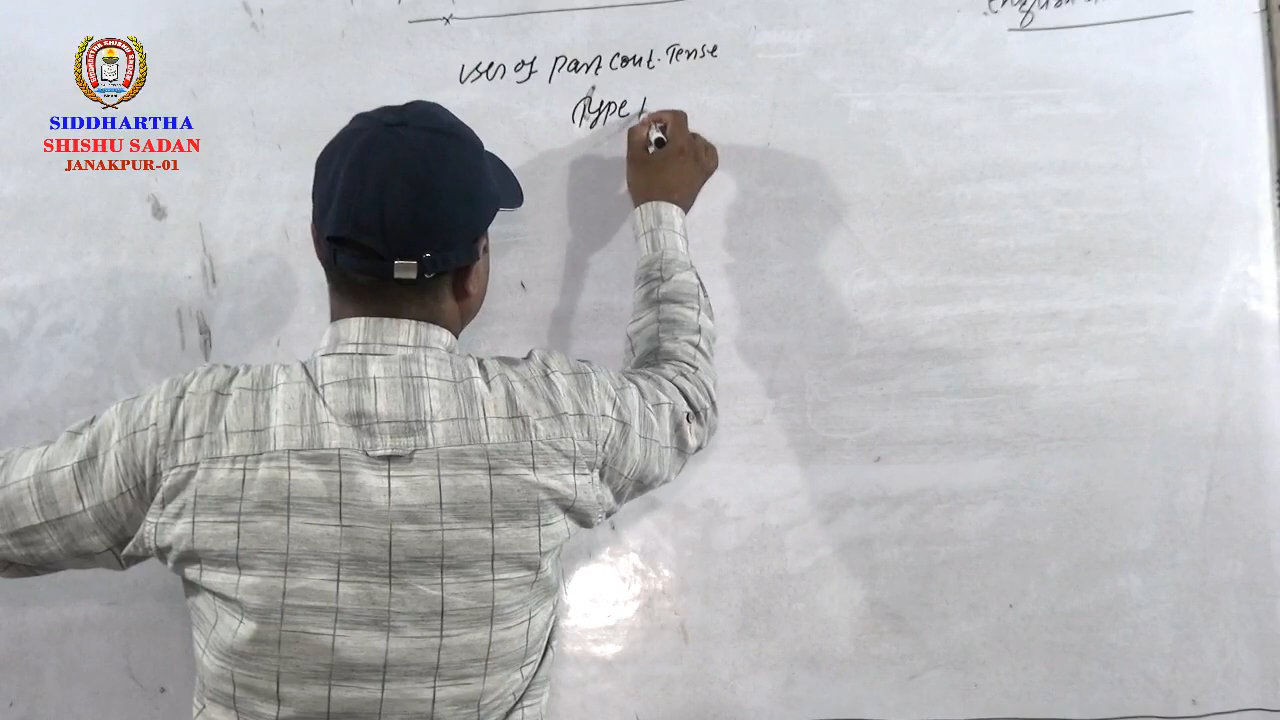 SIDDHARTHA
SHISHU SADAN
JANAKPUR-01
Uses of Past Cont. Tense
Type 1